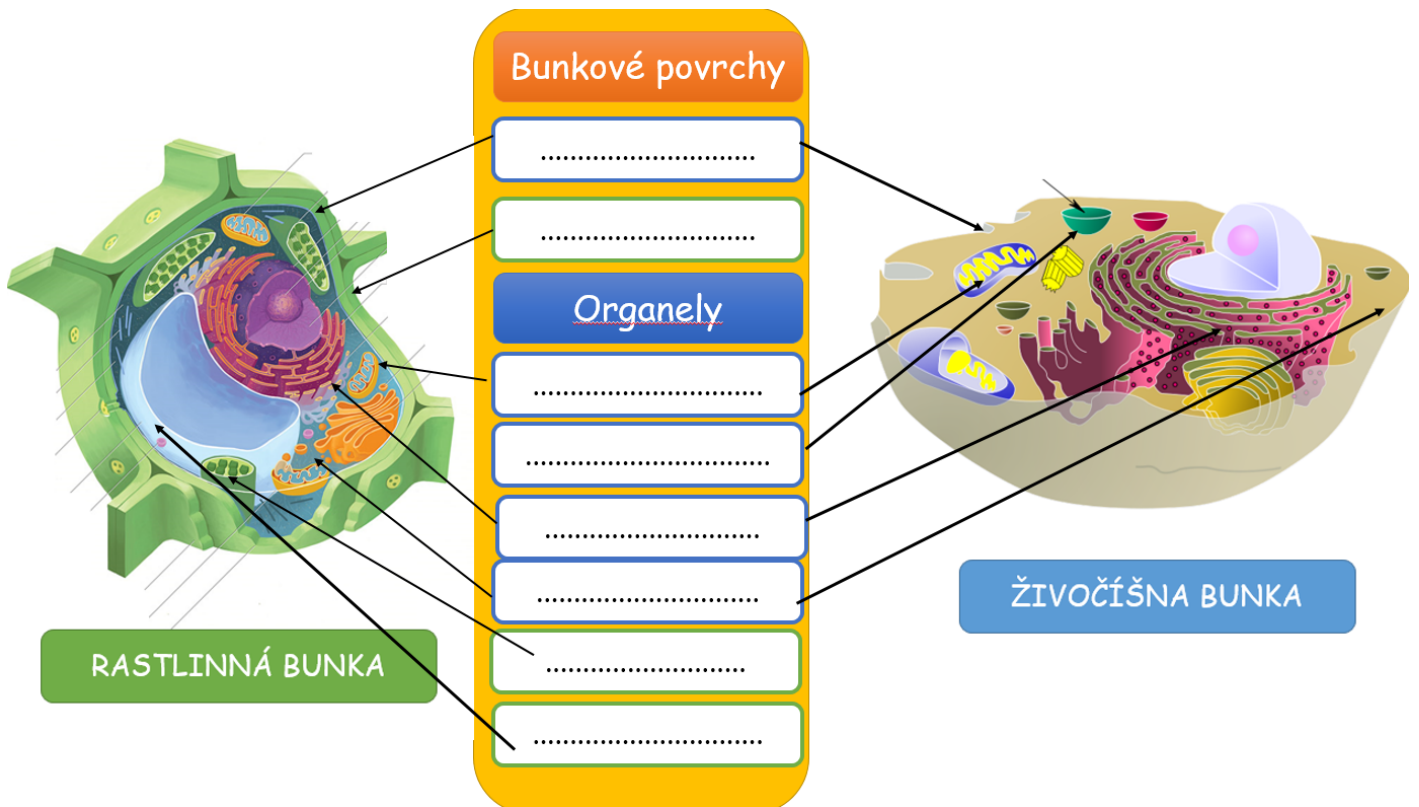 Bunkové povrchy
............................
............................
Organely
..............................
................................
............................
.............................
..........................
..............................
RASTLINNÁ BUNKA
ŽIVOČÍŠNA BUNKA